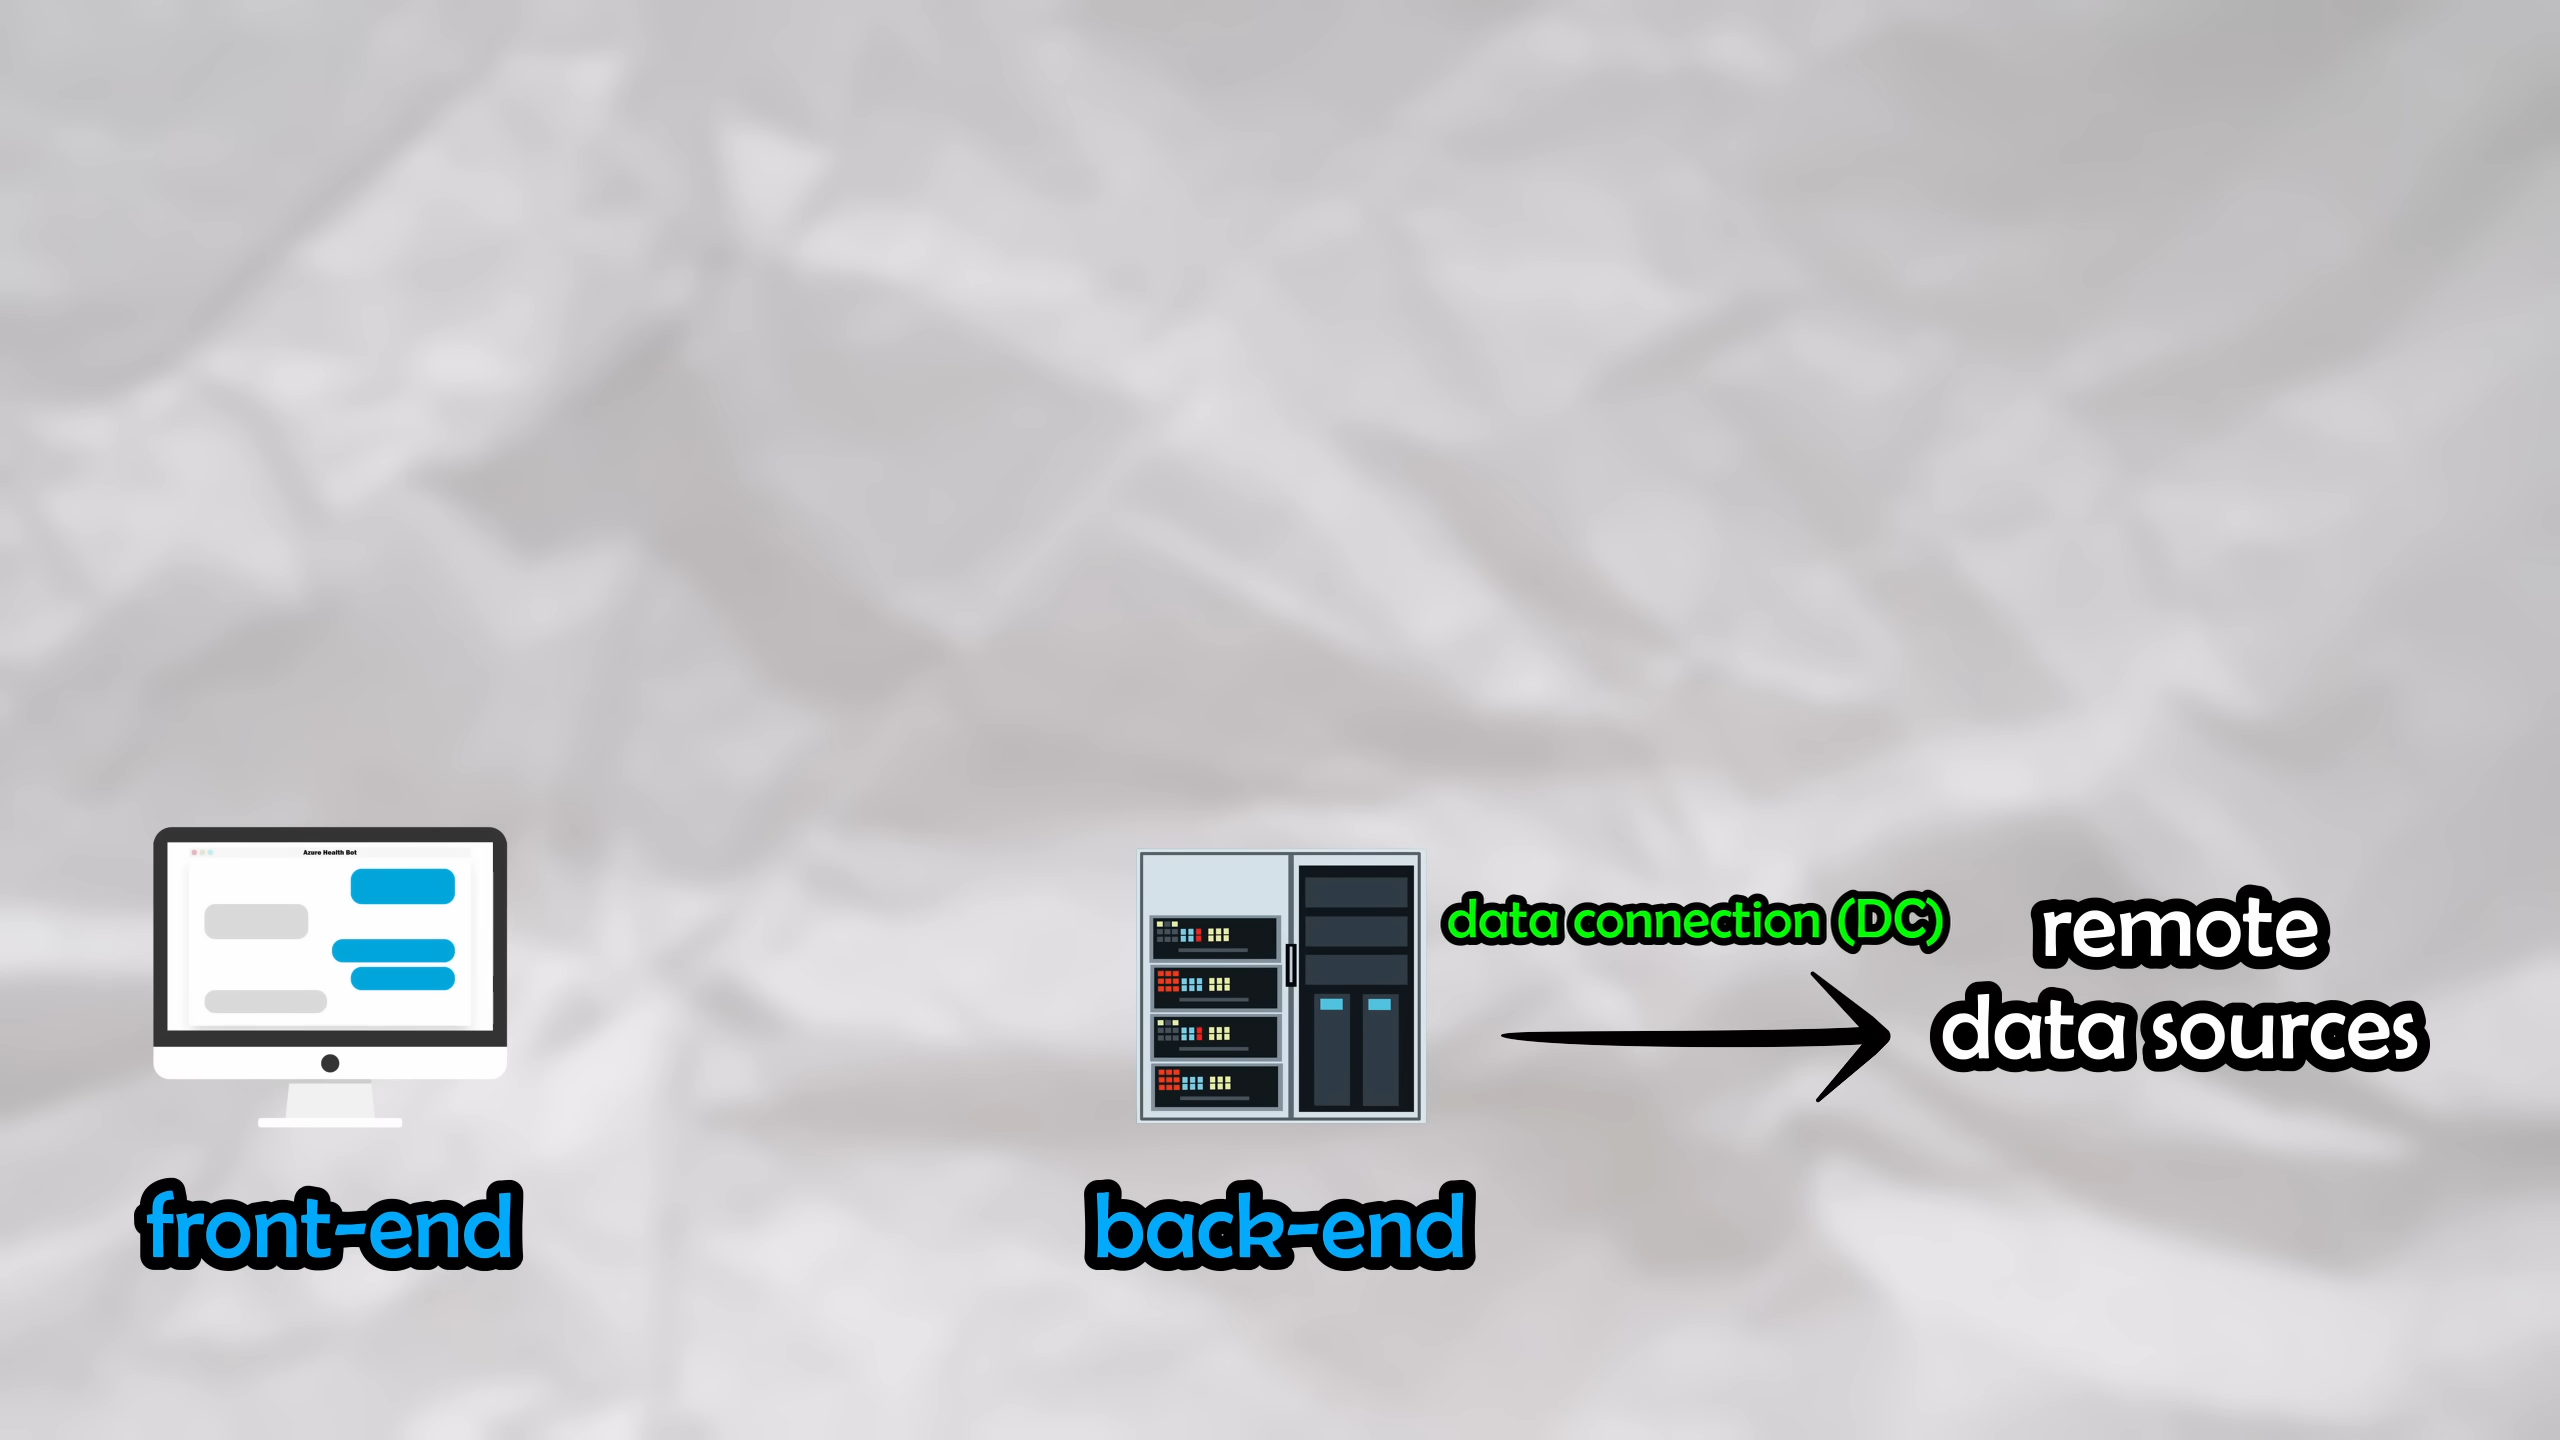 Azure Health Bot
data connection (DC)
remote
data sources
front-end
back-end